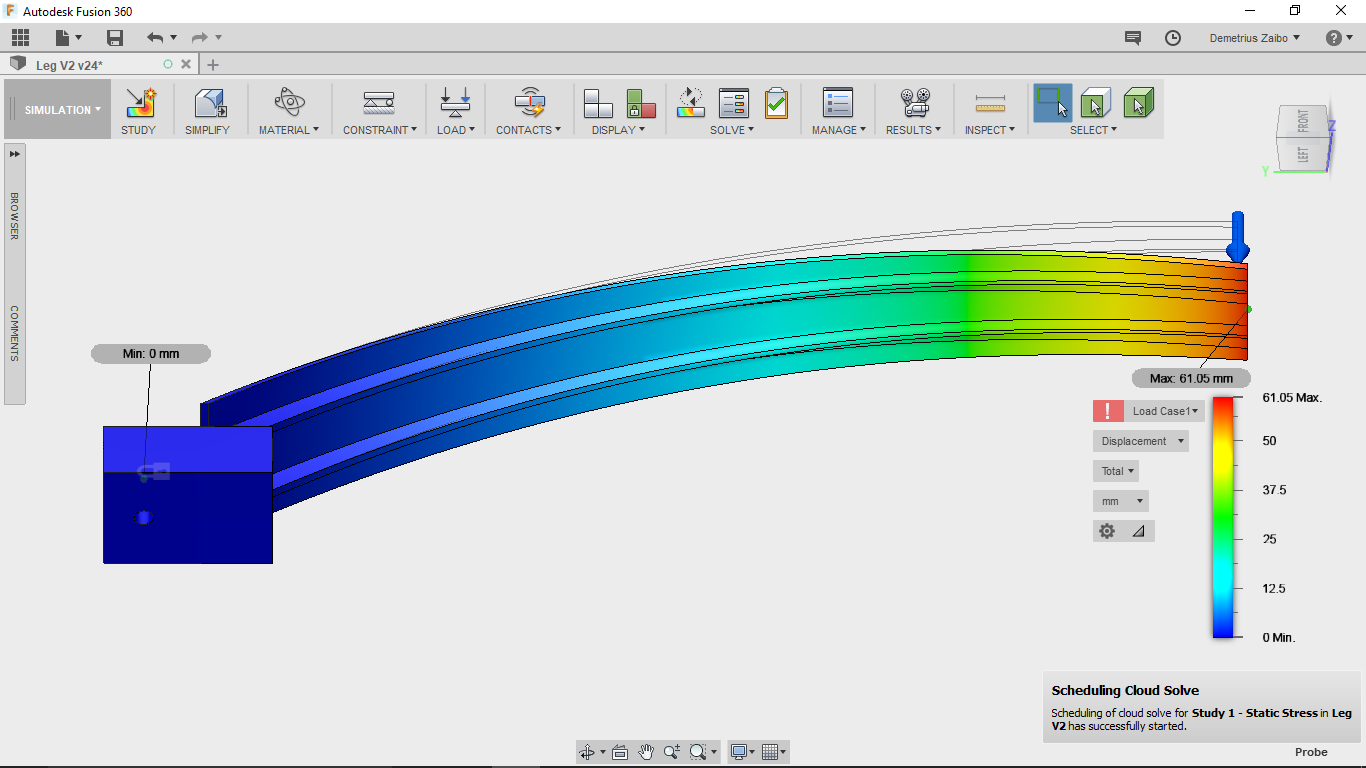 Autodesk Fusion 360
Demetrius Zaibo
Leg V2 v24*
SIMULATION
STUDY
SIMPLIFY
MATERIAL
CONSTRAINT
LOAD
CONTACTS
DISPLAY
SOLVE
MANAGE
RESULTS
INSPECT
SELECT
FRONT
LEFT
Z
Y
BROWSER
COMMENTS
Min: 0 mm
Max: 61.05 mm
Load Case1
Displacement
Total
mm
61.05 Max.
50
37.5
25
12.5
0 Min.
Scheduling Cloud Solve
Scheduling of cloud solve for Study 1 - Static Stress in Leg
V2 has successfully started.
Probe